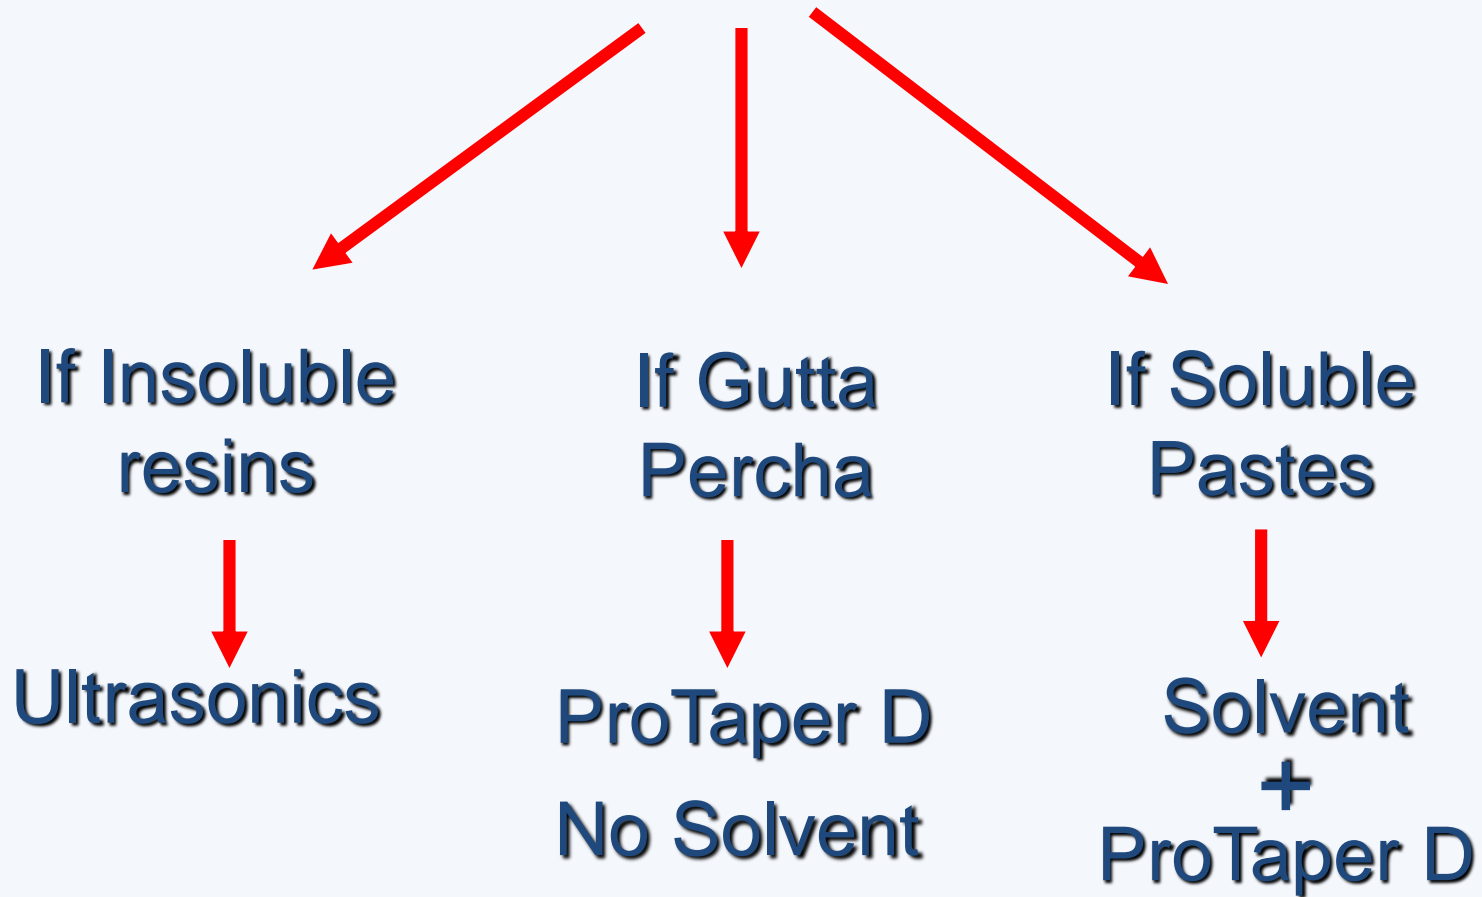 If Insoluble
resins
Ultrasonics
If Gutta
Percha
ProTaper D
No Solvent
If Soluble
Pastes
Solvent
+
ProTaper D